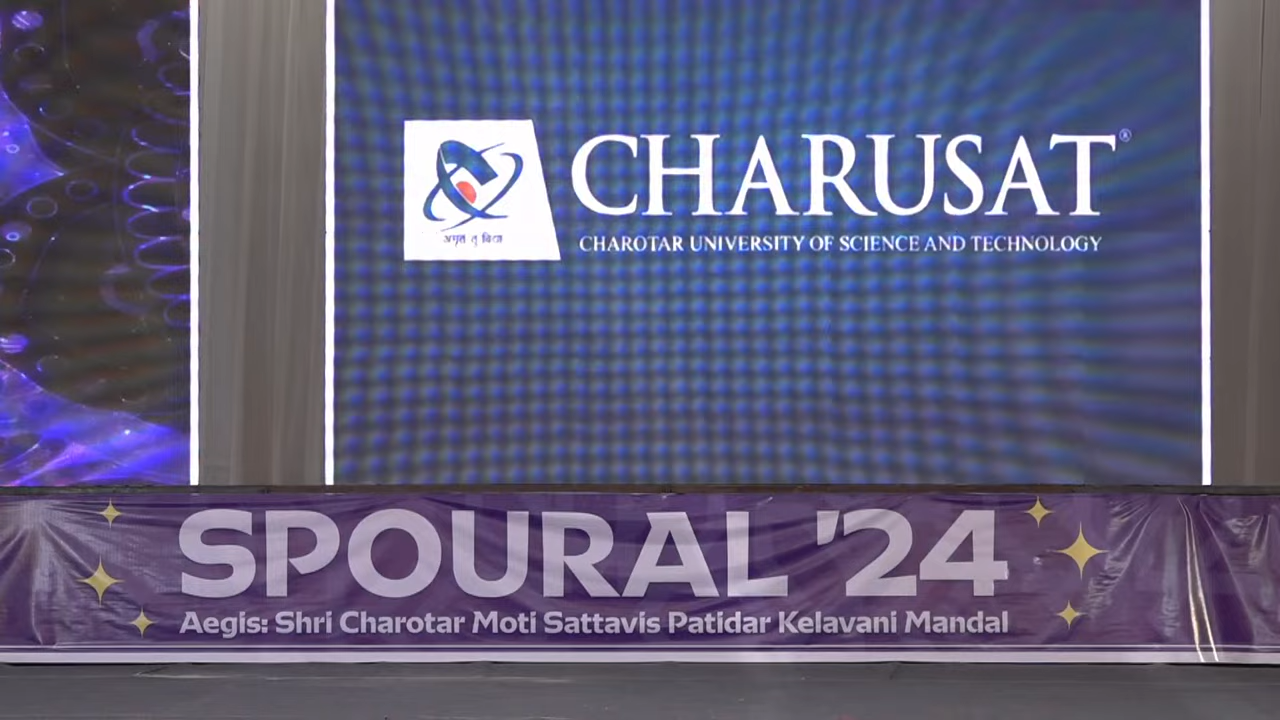 CHARUSAT®
CHAROTAR UNIVERSITY OF SCIENCE AND TECHNOLOGY
अमृतं तु विद्या
SPOURAL '24
Aegis: Shri Charotar Moti Sattavis Patidar Kelavani Mandal